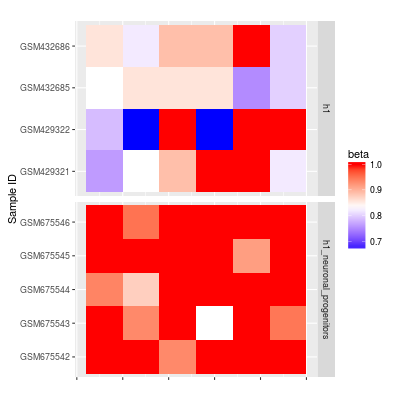 GSM432686
GSM432685
GSM429322
GSM429321
h1
GSM675546
GSM675545
GSM675544
GSM675543
GSM675542
h1_neuronal_progenitors
Sample ID
beta
1.0
0.9
0.8
0.7